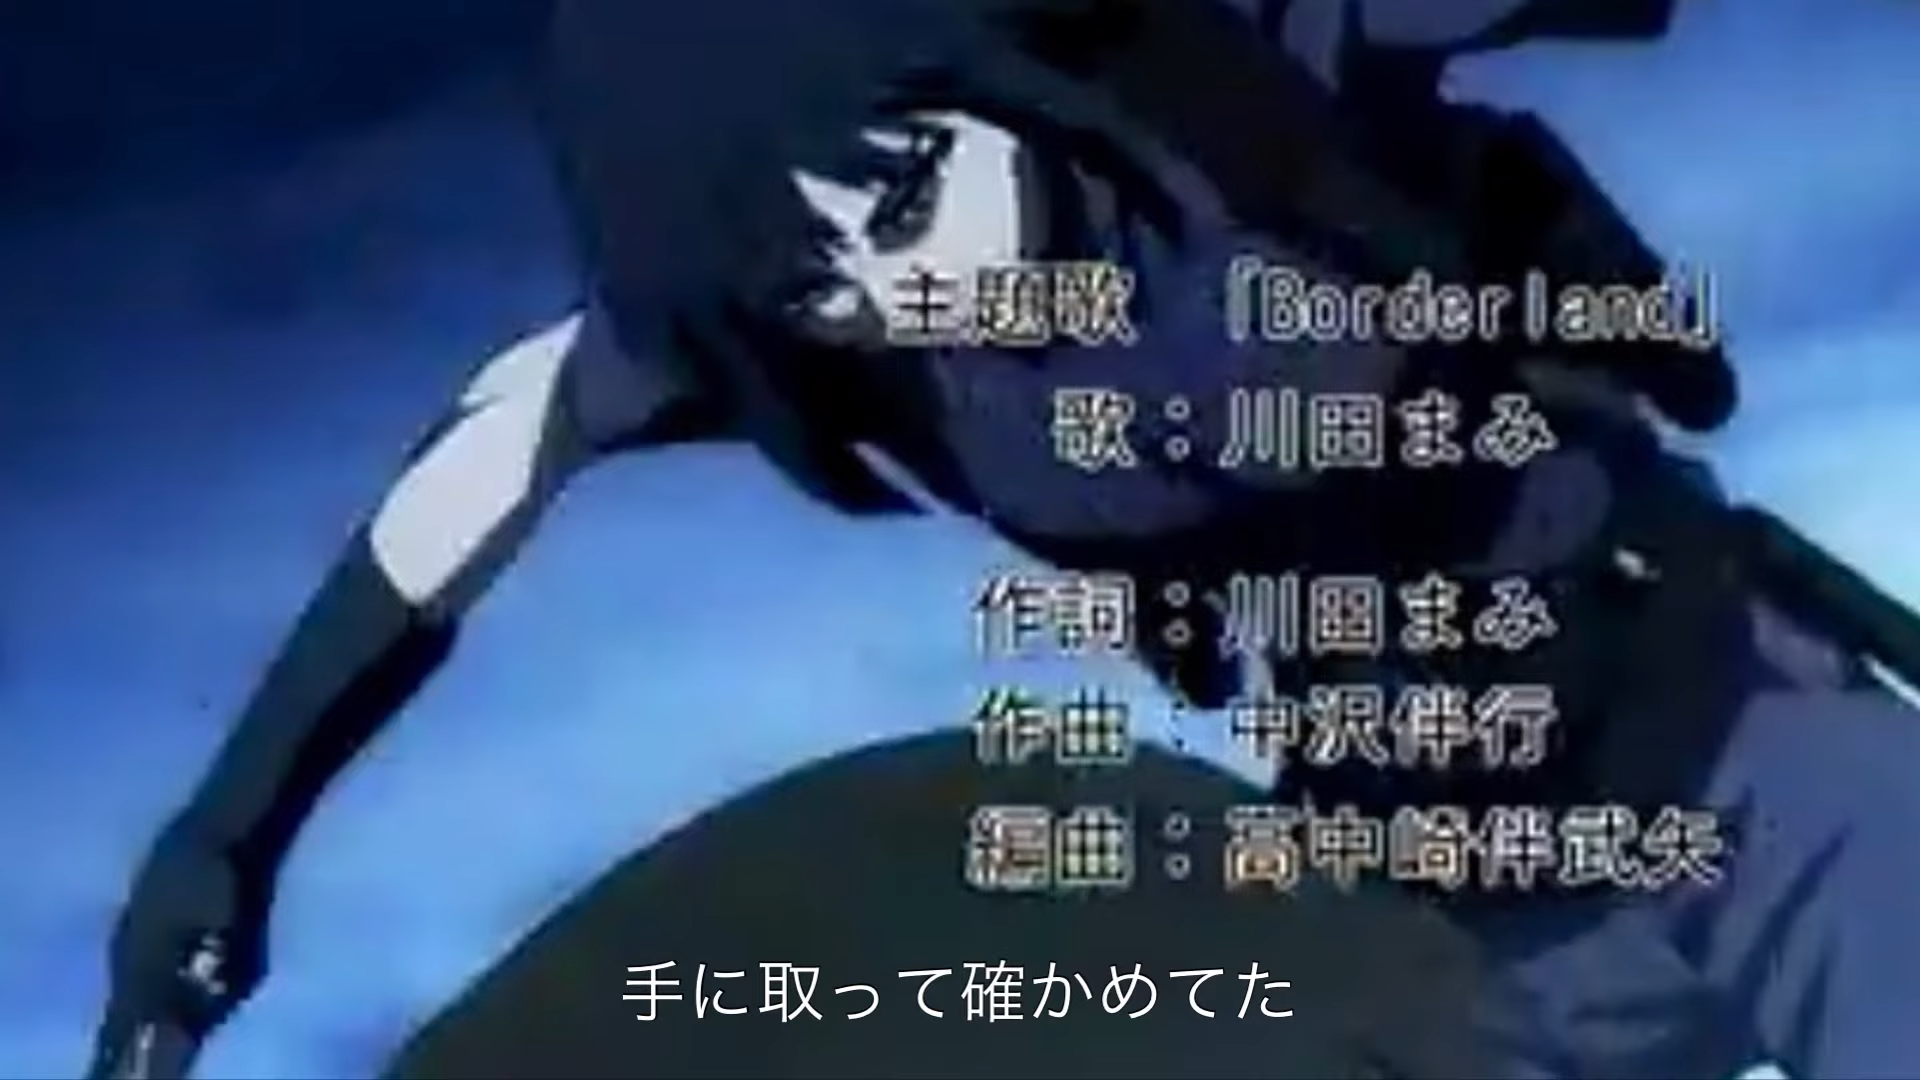 主題歌 「Borderland」
歌：川田まみ
作詞：川田まみ
作曲：中沢伴行
編曲：高中崎伴武矢
手に取って確かめてた